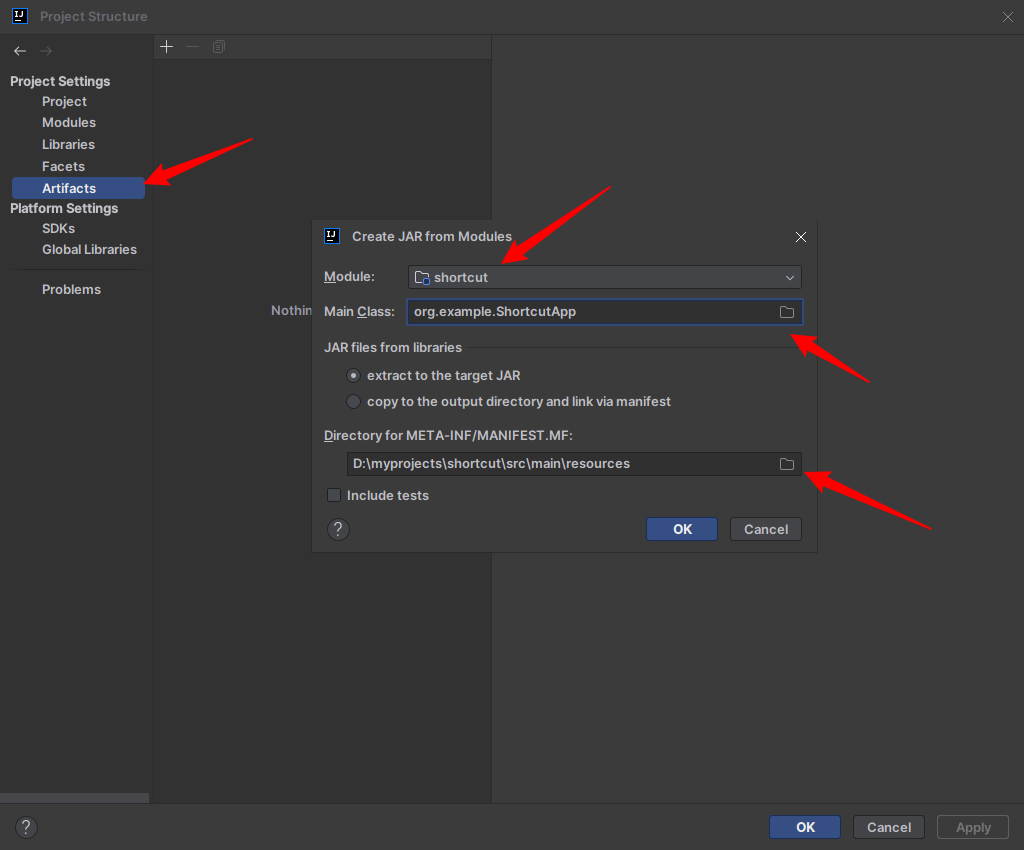 Project Structure
Project Settings
Project
Modules
Libraries
Facets
Artifacts
Platform Settings
SDKs
Global Libraries
Problems
Nothin
Create JAR from Modules
Module: shortcut
Main Class: org.example.ShortcutApp
JAR files from libraries
extract to the target JAR
copy to the output directory and link via manifest
Directory for META-INF/MANIFEST.MF:
D:\myprojects\shortcut\src\main\resources
Include tests
? OK Cancel
? OK Cancel Apply